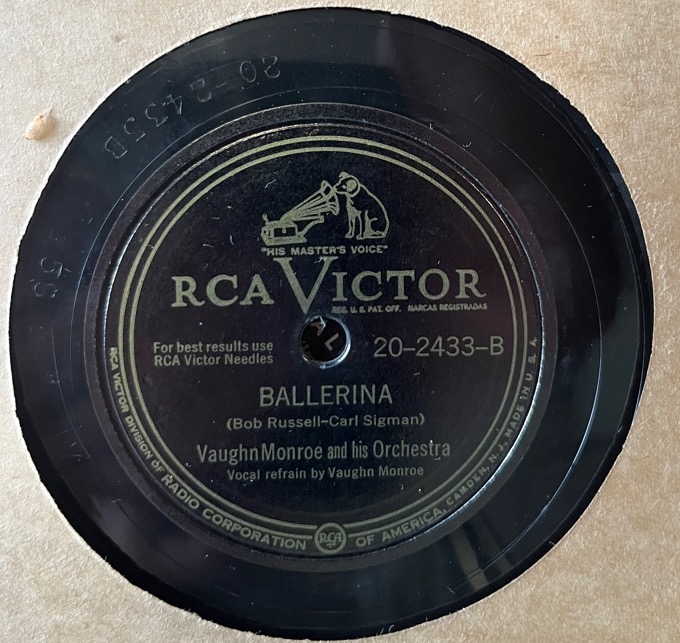 20-2433B
"HIS MASTER'S VOICE"
RCA VICTOR
REG. U. S. PAT. OFF. MARCAS REGISTRADAS
For best results use
RCA Victor Needles
20-2433-B
BALLERINA
(Bob Russell-Carl Sigman)
Vaughn Monroe and his Orchestra
Vocal refrain by Vaughn Monroe
RCA VICTOR DIVISION OF RADIO CORPORATION RCA OF AMERICA, CAMDEN, N. J. MADE IN U. S. A.